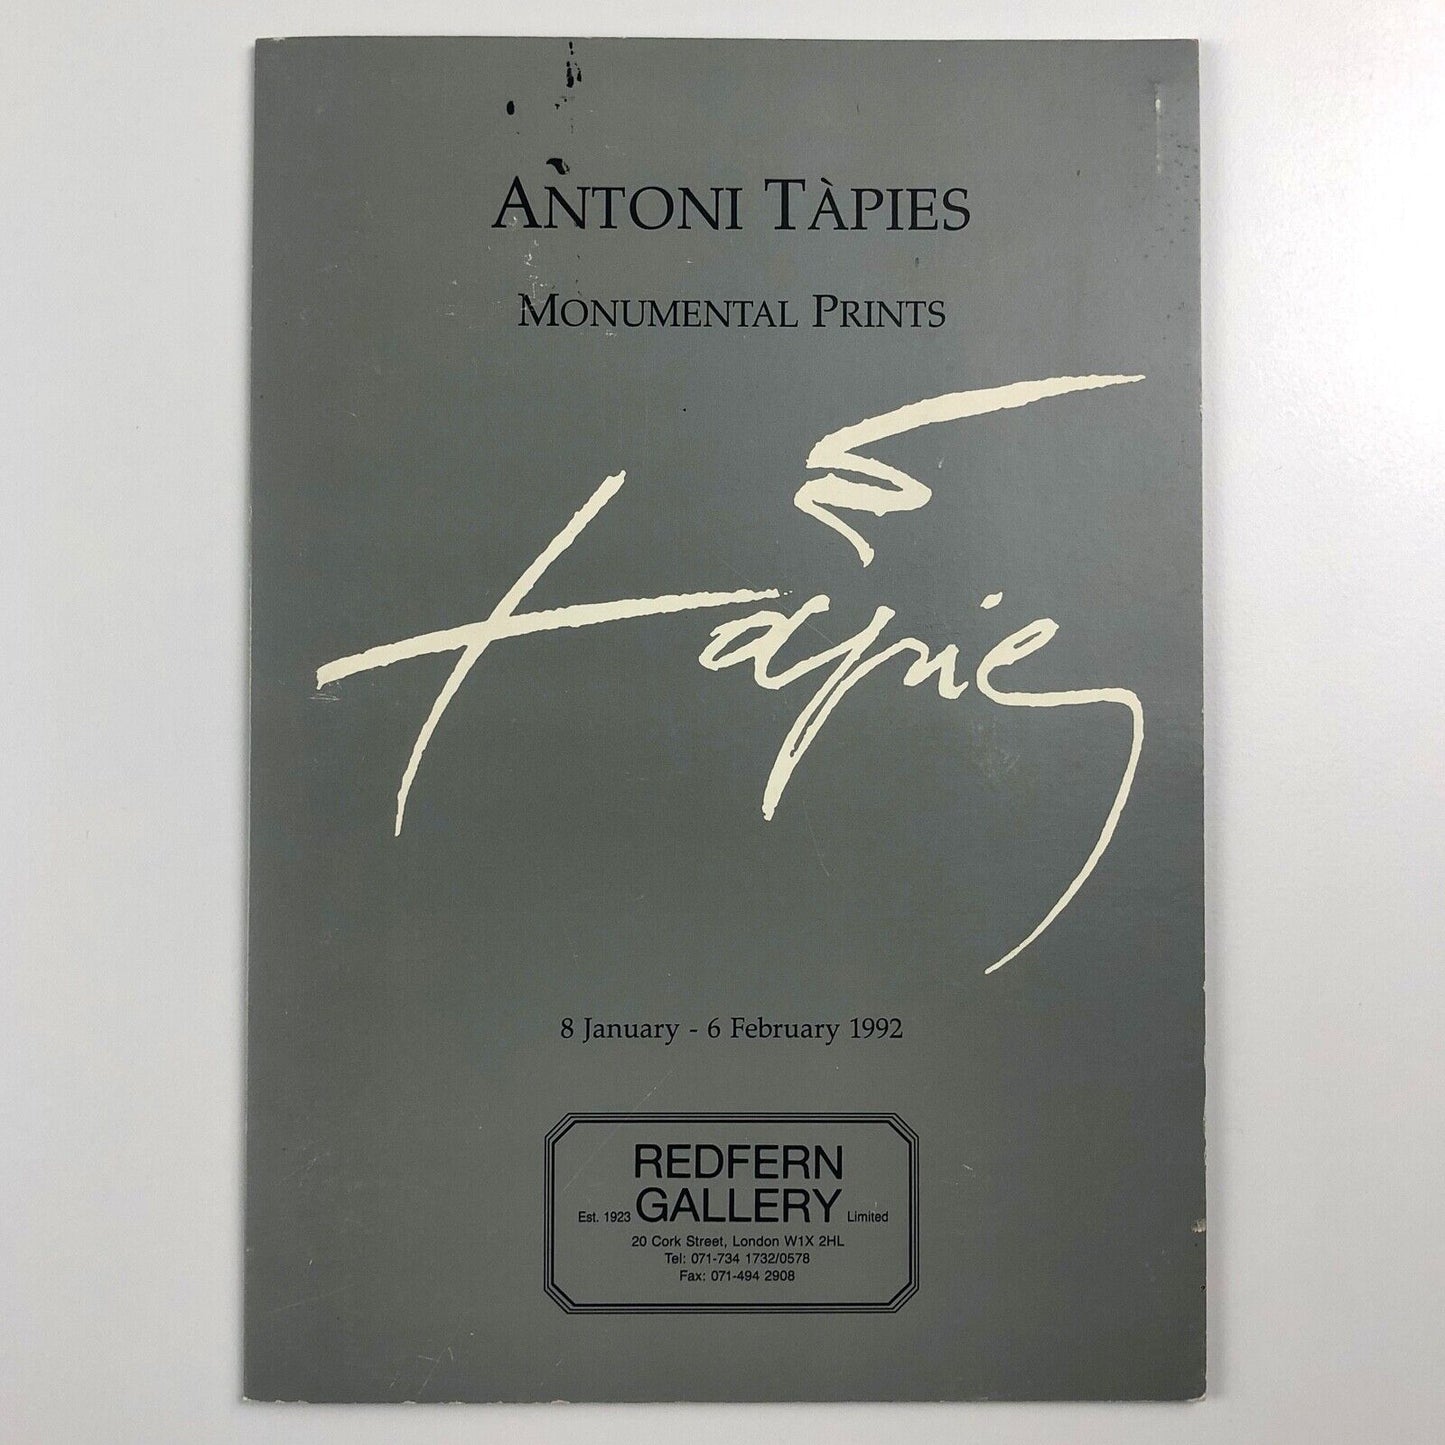 ANTONI TÀPIES
MONUMENTAL PRINTS
Tàpies
8 January - 6 February 1992
REDFERN
Est. 1923 GALLERY Limited
20 Cork Street, London W1X 2HL
Tel: 071-734 1732/0578
Fax: 071-494 2908